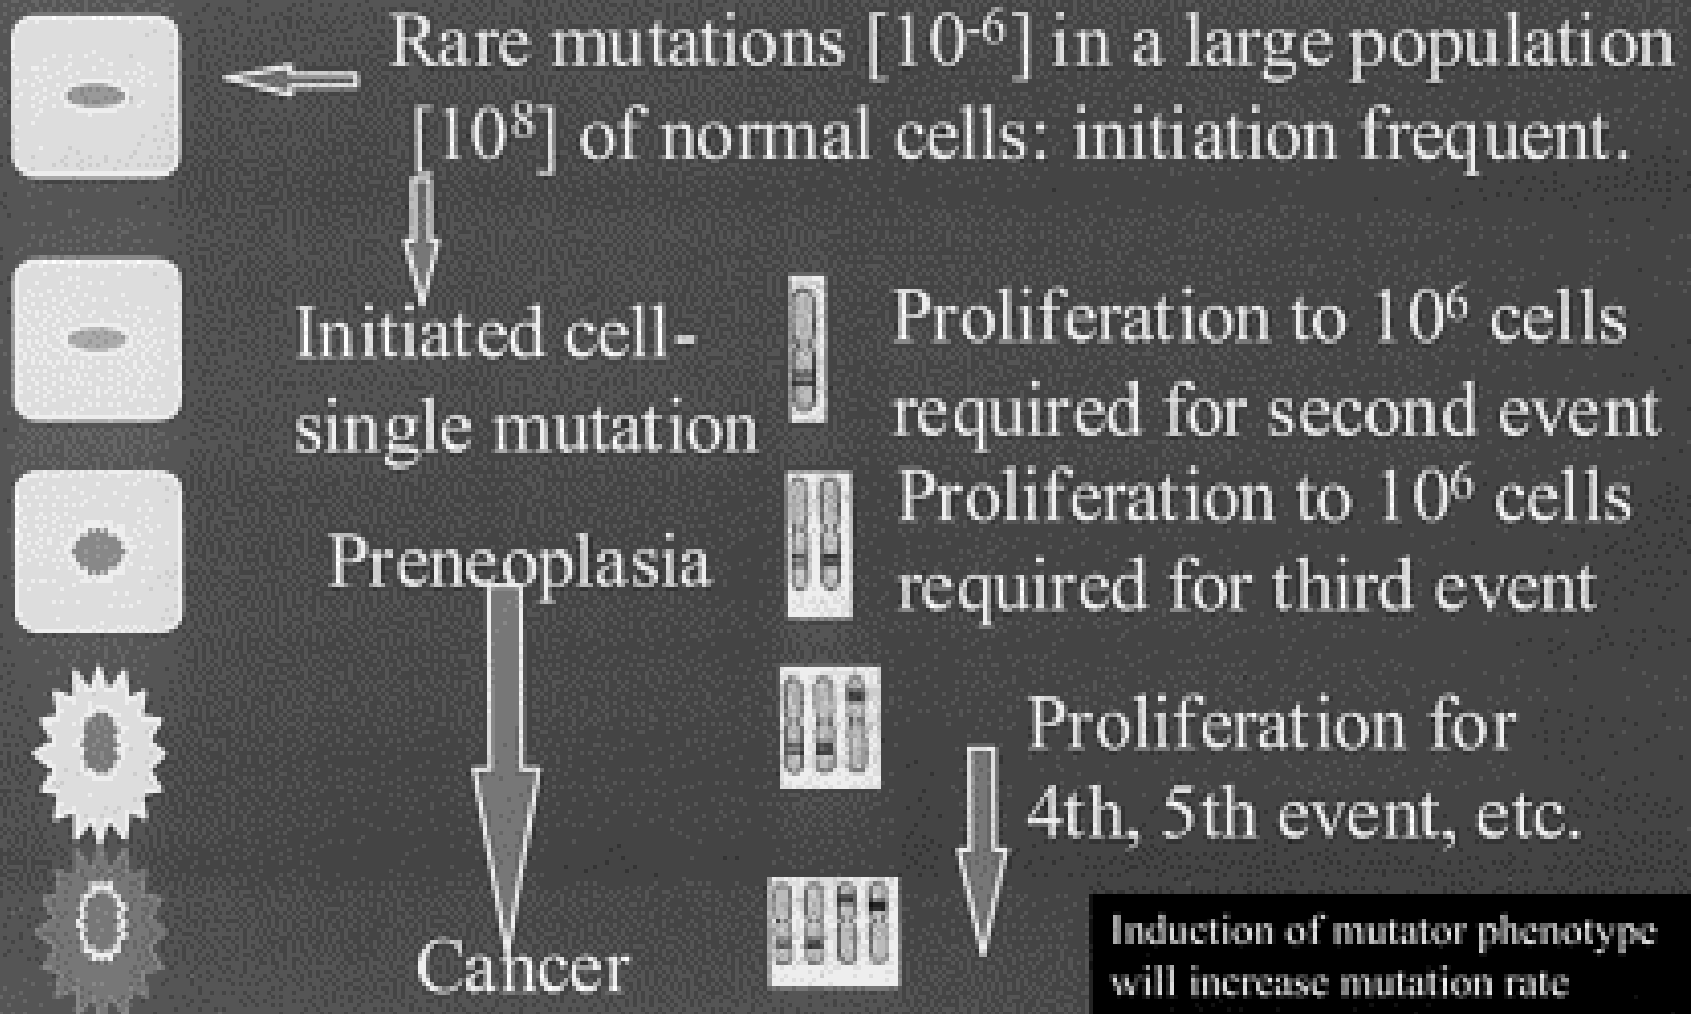 Rare mutations [10⁻⁶] in a large population
[10⁸] of normal cells: initiation frequent.
Initiated cell-
single mutation
Proliferation to 10⁶ cells
required for second event
Proliferation to 10⁶ cells
required for third event
Preneoplasia
Proliferation for
4th, 5th event, etc.
Cancer
Induction of mutator phenotype
will increase mutation rate